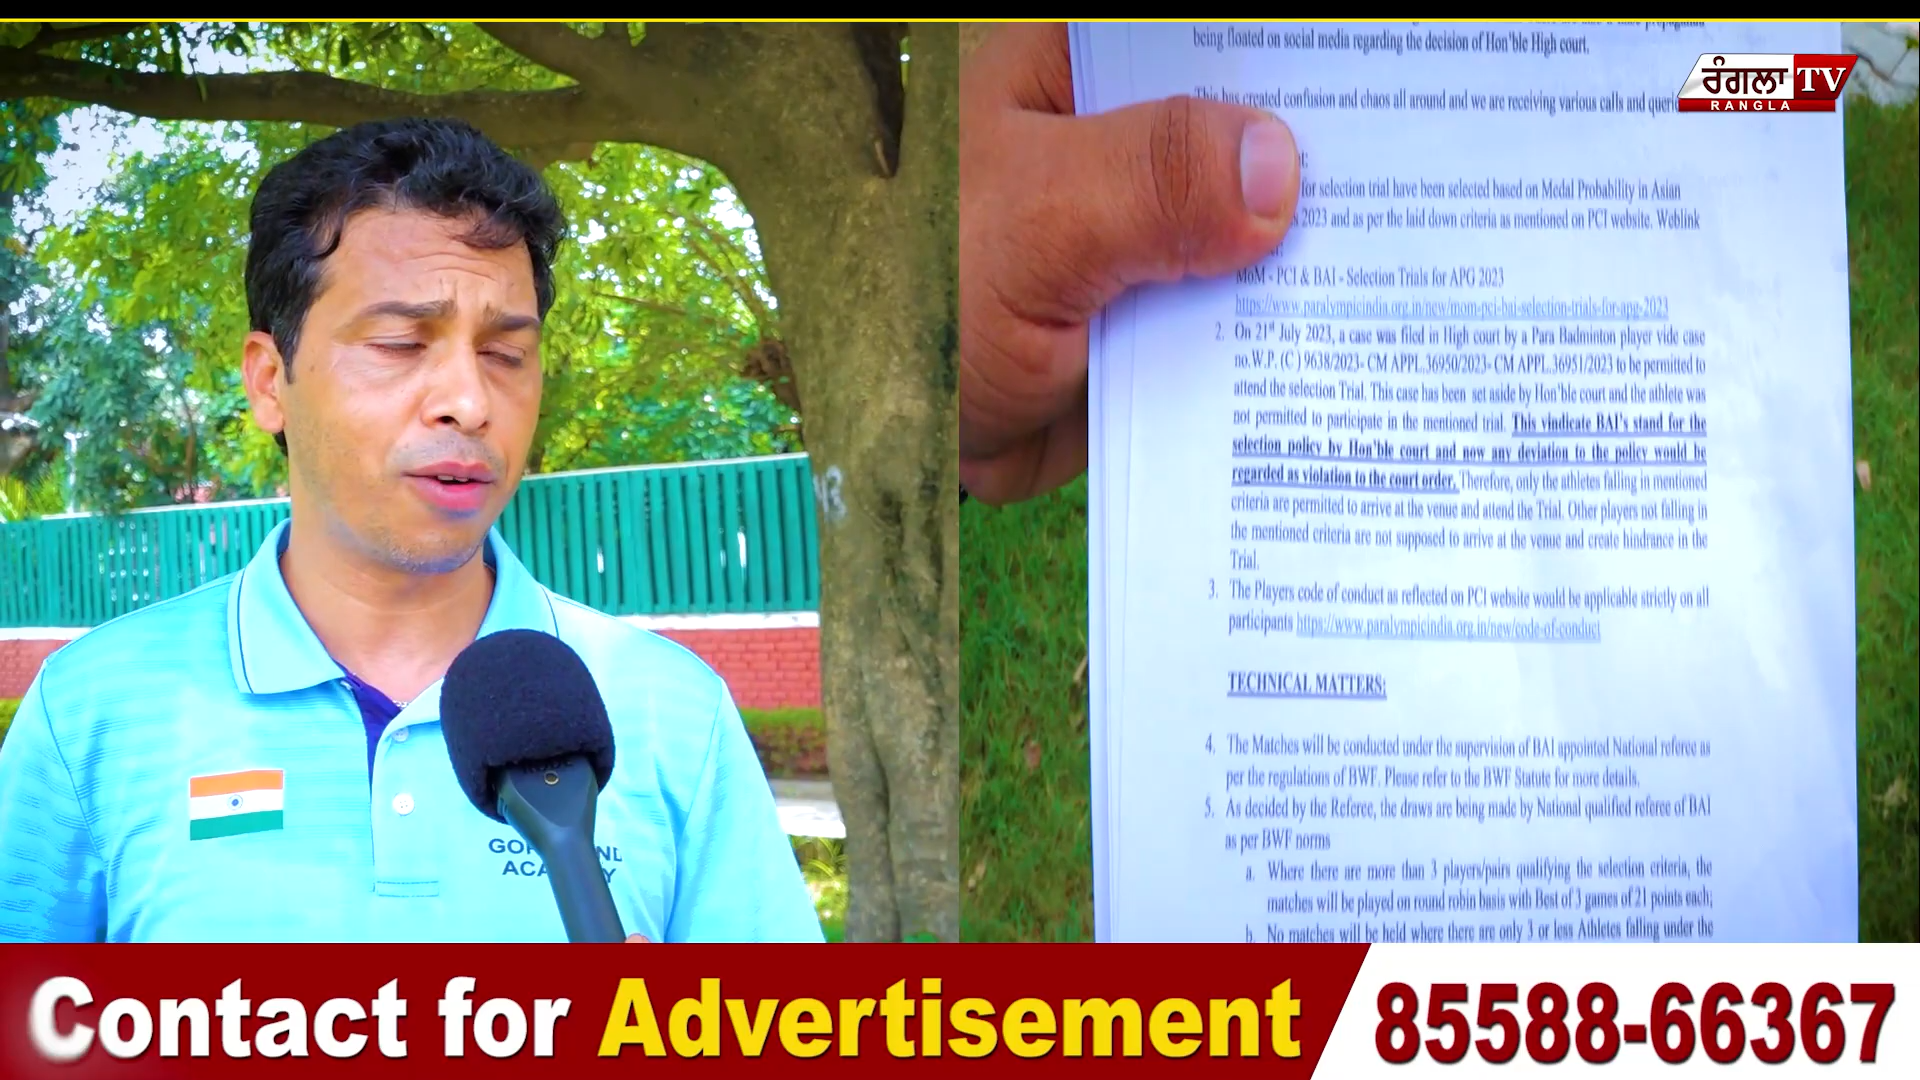 being floated on social media regarding the decision of Hon'ble High court.
This has created confusion and chaos all around and we are receiving various calls and
for selection trial have been selected based on Medal Probability in Asian
2023 and as per the laid down criteria as mentioned on PCI website. Weblink
MoM - PCI & BAI - Selection Trials for APG 2023
https://www.paralympicindia.org.in/new/mom-pci-bai-selection-trials-for-apg-2023
2. On 21st July 2023, a case was filed in High court by a Para Badminton player vide case
no.W.P. (C ) 9638/2023- CM APPL.36950/2023- CM APPL.36951/2023 to be permitted to
attend the selection Trial. This case has been set aside by Hon'ble court and the athlete was
not permitted to participate in the mentioned trial. This vindicate BAI's stand for the
selection policy by Hon'ble court and now any deviation to the policy would be
regarded as violation to the court order. Therefore, only the athletes falling in mentioned
criteria are permitted to arrive at the venue and attend the Trial. Other players not falling in
the mentioned criteria are not supposed to arrive at the venue and create hindrance in the
Trial.
3. The Players code of conduct as reflected on PCI website would be applicable strictly on all
participants https://www.paralympicindia.org.in/new/code-of-conduct
TECHNICAL MATTERS:
4. The Matches will be conducted under the supervision of BAI appointed National referee as
per the regulations of BWF. Please refer to the BWF Statute for more details.
5. As decided by the Referee, the draws are being made by National qualified referee of BAI
as per BWF norms
a. Where there are more than 3 players/pairs qualifying the selection criteria, the
matches will be played on round robin basis with Best of 3 games of 21 points each;
b. No matches will be held where there are only 3 or less Athletes falling under the
ਰੰਗਲਾ TV
RANGLA
RODE
Contact for Advertisement 85588-66367